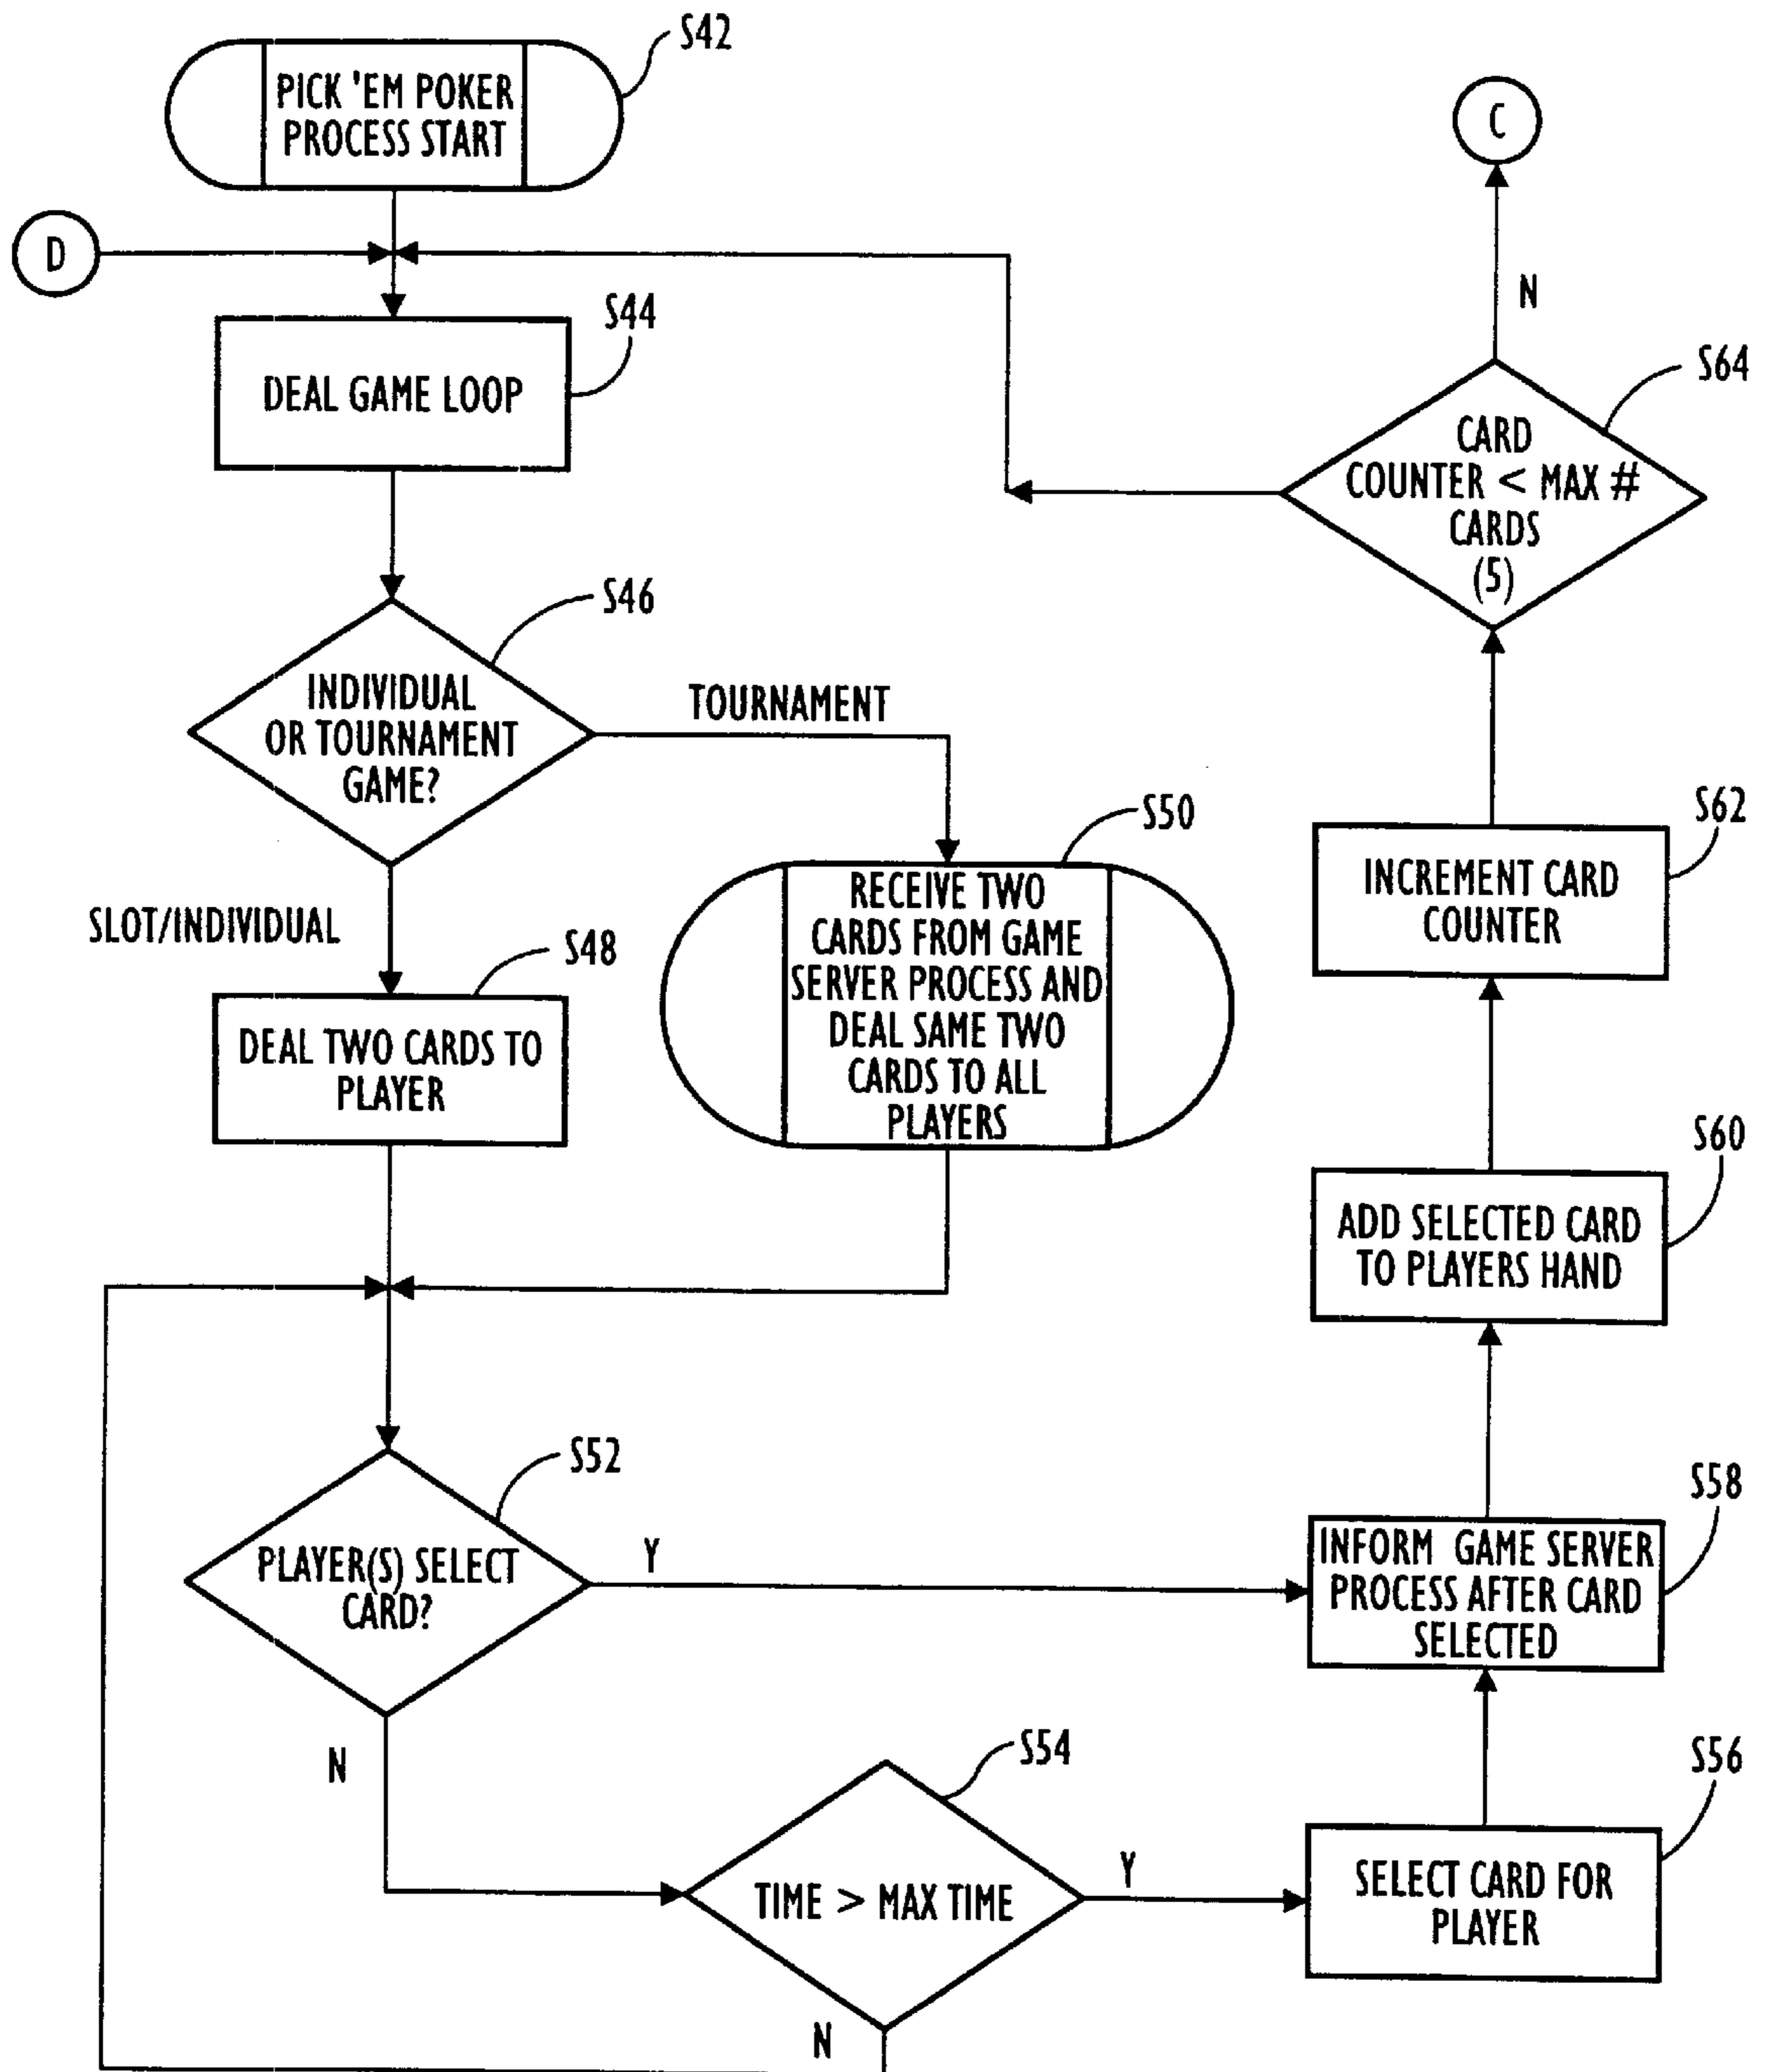 S42
PICK 'EM POKER
PROCESS START
D
S44
DEAL GAME LOOP
S46
INDIVIDUAL
OR TOURNAMENT
GAME?
TOURNAMENT
SLOT/INDIVIDUAL
S48
DEAL TWO CARDS TO
PLAYER
S50
RECEIVE TWO
CARDS FROM GAME
SERVER PROCESS AND
DEAL SAME TWO
CARDS TO ALL
PLAYERS
S52
PLAYER(S) SELECT
CARD?
Y
N
S54
TIME > MAX TIME
Y
N
S56
SELECT CARD FOR
PLAYER
S58
INFORM GAME SERVER
PROCESS AFTER CARD
SELECTED
S60
ADD SELECTED CARD
TO PLAYERS HAND
S62
INCREMENT CARD
COUNTER
S64
CARD
COUNTER < MAX #
CARDS
(5)
N
C